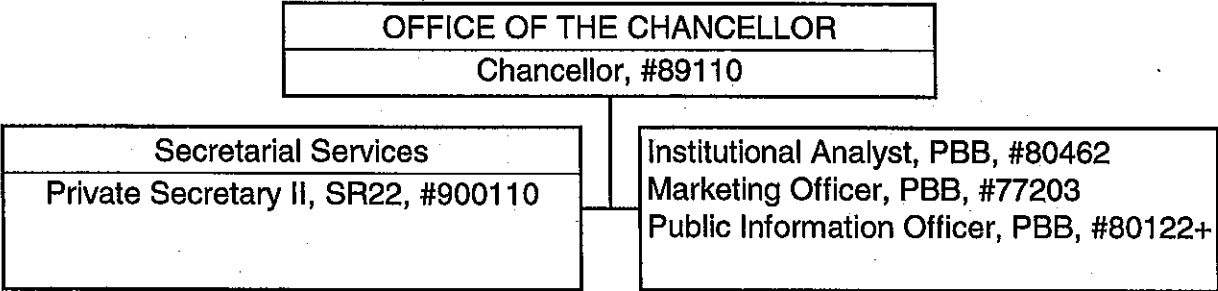 OFFICE OF THE CHANCELLOR
Chancellor, #89110
Secretarial Services
Private Secretary II, SR22, #900110
Institutional Analyst, PBB, #80462
Marketing Officer, PBB, #77203
Public Information Officer, PBB, #80122+